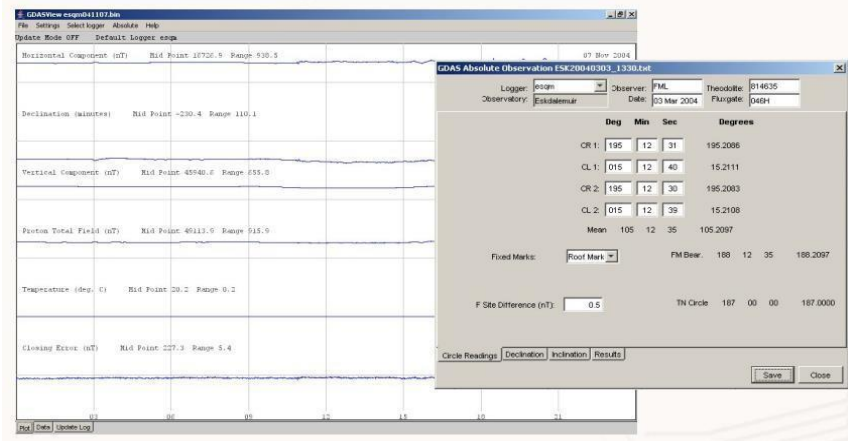 GDASView esqm041107.bin
File Settings Select logger Absolute Help
Update Mode OFF Default Logger esqm
Horizontal Component (nT) Mid Point 18726.9 Range 930.5
07 Nov 2004
Declination (minutes) Mid Point -230.4 Range 110.1
Vertical Component (nT) Mid Point 45940.8 Range 655.8
Proton Total Field (nT) Mid Point 49113.9 Range 915.9
Temperature (deg. C) Mid Point 20.2 Range 0.2
Closing Error (nT) Mid Point 227.3 Range 5.4
03 06 09 12 15 18 21
Plot Data Update Log
GDAS Absolute Observation ESK20040303_1330.txt
Logger: esqm Observer: FML Theodolite: 814635
Observatory: Eskdalemuir Date: 03 Mar 2004 Fluxgate: 046H
Deg Min Sec Degrees
CR 1: 195 12 31 195.2086
CL 1: 015 12 40 15.2111
CR 2: 195 12 30 195.2083
CL 2: 015 12 39 15.2108
Mean 105 12 35 105.2097
Fixed Marks: Roof Mark FM Bear. 188 12 35 188.2097
F Site Difference (nT): 0.5 TN Circle 187 00 00 187.0000
Circle Readings Declination Inclination Results
Save Close